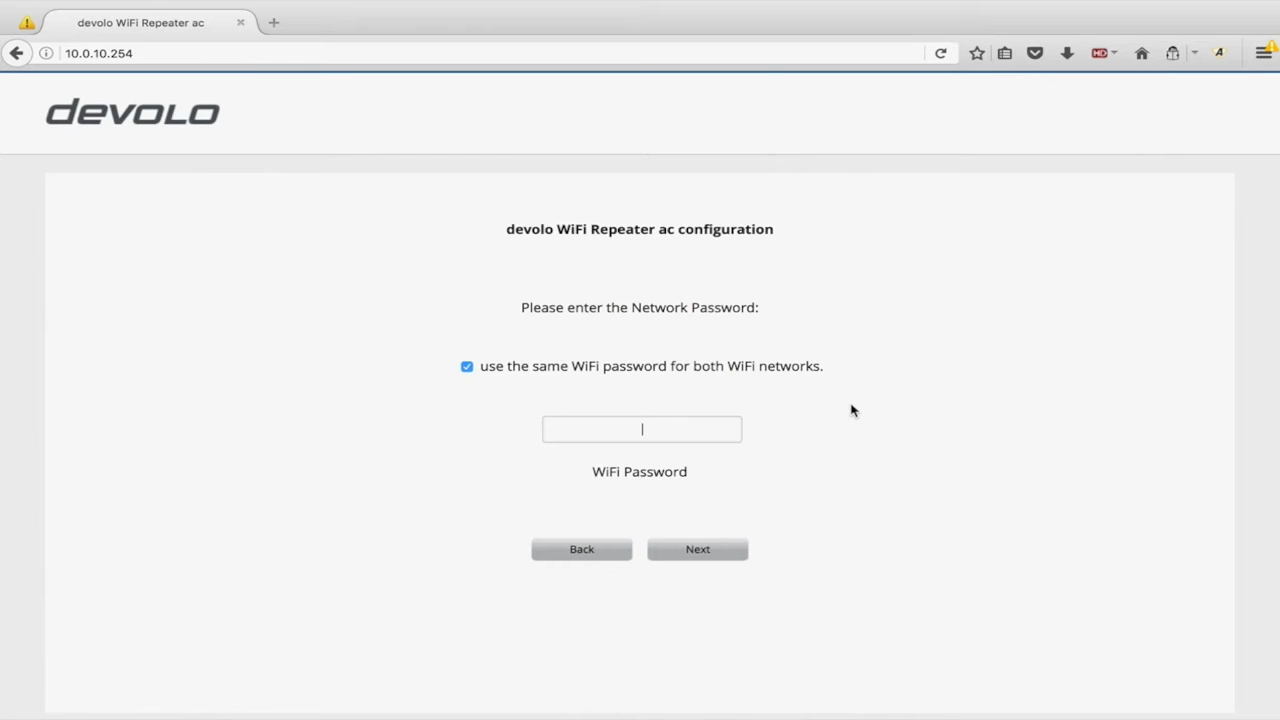 devolo WiFi Repeater ac
10.0.10.254
HD
A
devolo
devolo WiFi Repeater ac configuration
Please enter the Network Password:
use the same WiFi password for both WiFi networks.
WiFi Password
Back
Next